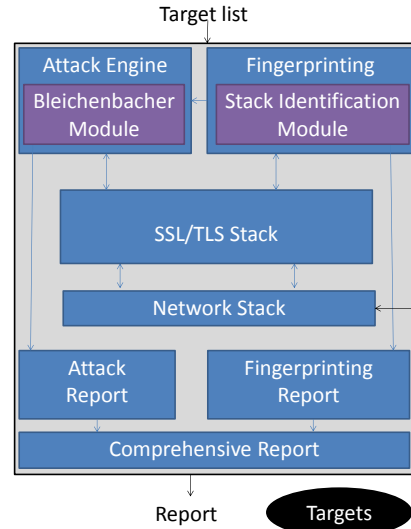 Target list
Attack Engine
Fingerprinting
Bleichenbacher
Module
Stack Identification
Module
SSL/TLS Stack
Network Stack
Attack
Report
Fingerprinting
Report
Comprehensive Report
Report
Targets